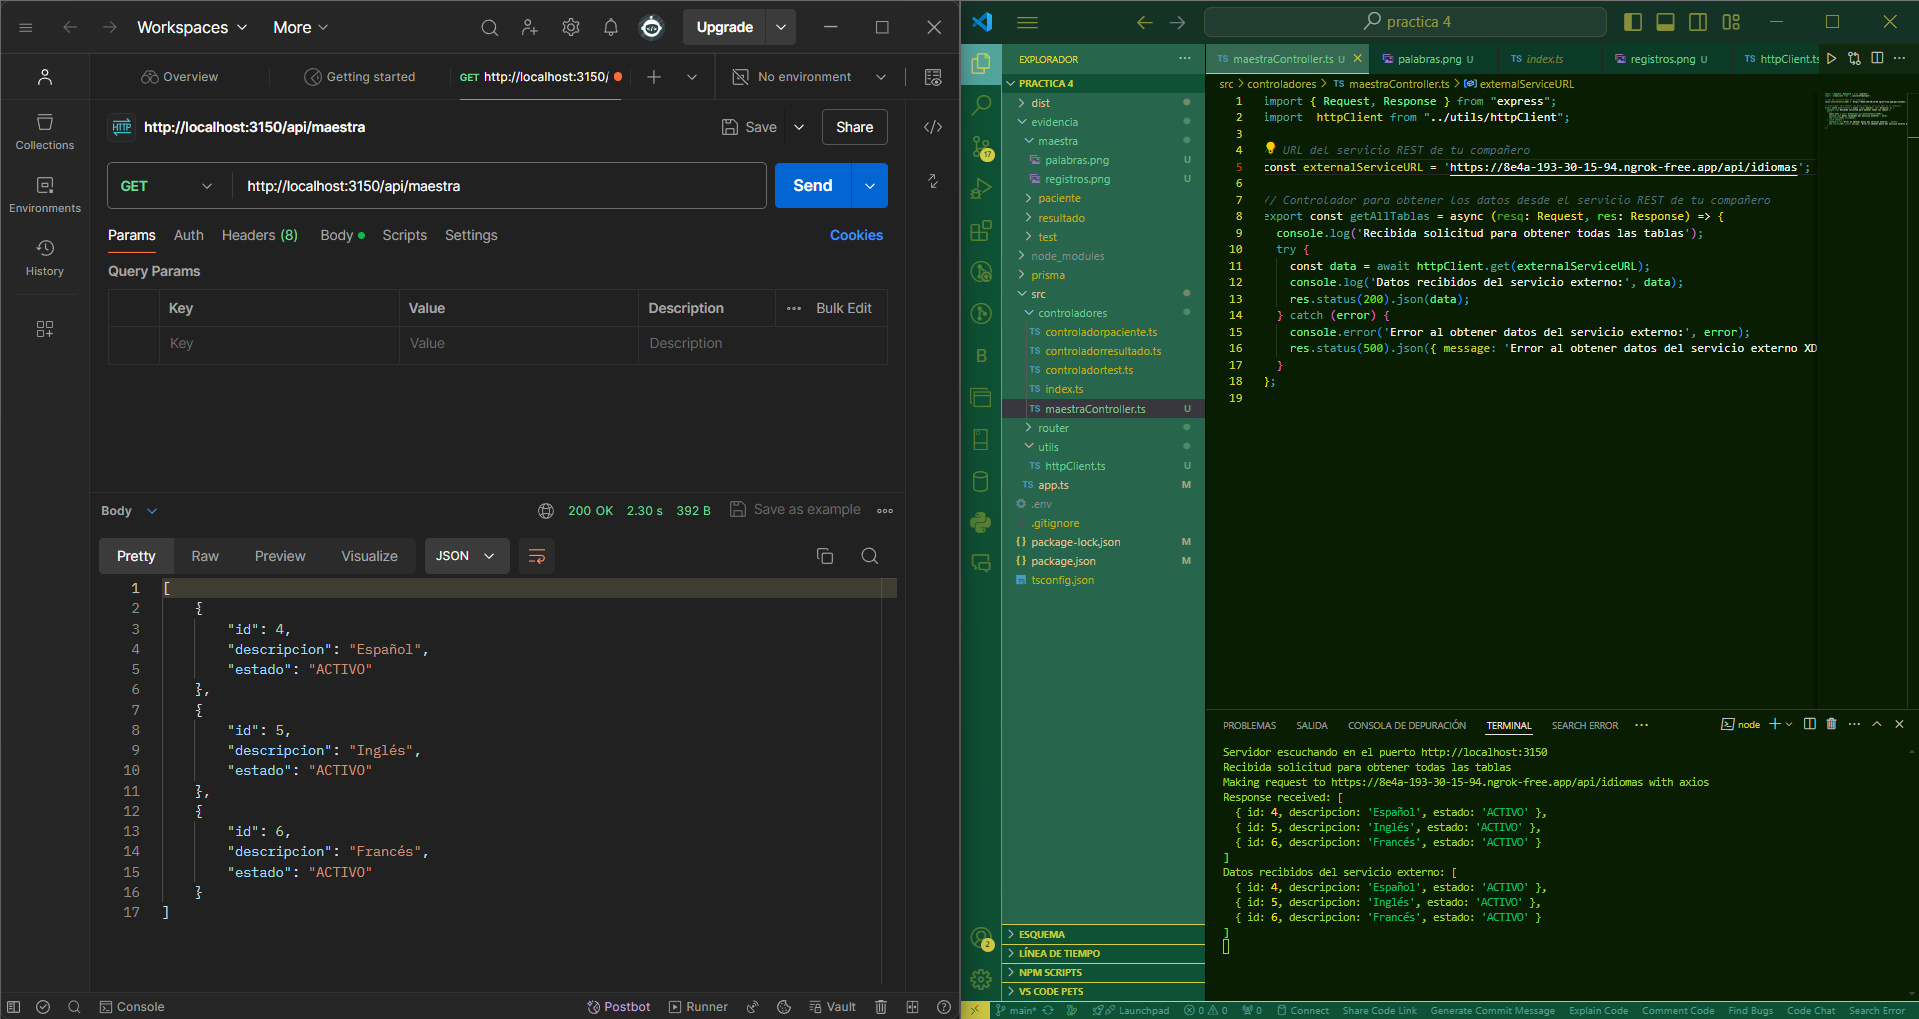 Workspaces More Upgrade
Overview Getting started GET http://localhost:3150/ No environment
HTTP http://localhost:3150/api/maestra Save Share
GET http://localhost:3150/api/maestra Send
Params Auth Headers (8) Body Scripts Settings Cookies
Query Params
Key Value Description Bulk Edit
Key Value Description
Collections
Environments
History
Body 200 OK 2.30 s 392 B Save as example
Pretty Raw Preview Visualize JSON
1 [
2 {
3 "id": 4,
4 "descripcion": "Español",
5 "estado": "ACTIVO"
6 },
7 {
8 "id": 5,
9 "descripcion": "Inglés",
10 "estado": "ACTIVO"
11 },
12 {
13 "id": 6,
14 "descripcion": "Francés",
15 "estado": "ACTIVO"
16 }
17 ]
Console Postbot Runner Vault
practica 4
EXPLORADOR
PRACTICA 4
dist
evidencia
maestra
palabras.png U
registros.png U
paciente
resultado
test
node_modules
prisma
src
controladores
TS controladorpaciente.ts
TS controladorresultado.ts
TS controladortest.ts
TS index.ts
TS maestraController.ts U
router
utils
TS httpClient.ts U
TS app.ts M
.env
.gitignore
{} package-lock.json M
{} package.json M
tsconfig.json
ESQUEMA
LÍNEA DE TIEMPO
NPM SCRIPTS
VS CODE PETS
17
B
2
TS maestraController.ts U palabras.png U TS index.ts registros.png U TS httpClient.ts
src > controladores > TS maestraController.ts > externalServiceURL
1 import { Request, Response } from "express";
2 import httpClient from "../utils/httpClient";
3
4 URL del servicio REST de tu compañero
5 const externalServiceURL = 'https://8e4a-193-30-15-94.ngrok-free.app/api/idiomas';
6
7 // Controlador para obtener los datos desde el servicio REST de tu compañero
8 export const getAllTablas = async (resq: Request, res: Response) => {
9 console.log('Recibida solicitud para obtener todas las tablas');
10 try {
11 const data = await httpClient.get(externalServiceURL);
12 console.log('Datos recibidos del servicio externo:', data);
13 res.status(200).json(data);
14 } catch (error) {
15 console.error('Error al obtener datos del servicio externo:', error);
16 res.status(500).json({ message: 'Error al obtener datos del servicio externo XD
17 }
18 };
19
PROBLEMAS SALIDA CONSOLA DE DEPURACIÓN TERMINAL SEARCH ERROR node
Servidor escuchando en el puerto http://localhost:3150
Recibida solicitud para obtener todas las tablas
Making request to https://8e4a-193-30-15-94.ngrok-free.app/api/idiomas with axios
Response received: [
{ id: 4, descripcion: 'Español', estado: 'ACTIVO' },
{ id: 5, descripcion: 'Inglés', estado: 'ACTIVO' },
{ id: 6, descripcion: 'Francés', estado: 'ACTIVO' }
]
Datos recibidos del servicio externo: [
{ id: 4, descripcion: 'Español', estado: 'ACTIVO' },
{ id: 5, descripcion: 'Inglés', estado: 'ACTIVO' },
{ id: 6, descripcion: 'Francés', estado: 'ACTIVO' }
]
main* Launchpad 0 0 0 Connect Share Code Link Generate Commit Message Explain Code Comment Code Find Bugs Code Chat Search Error